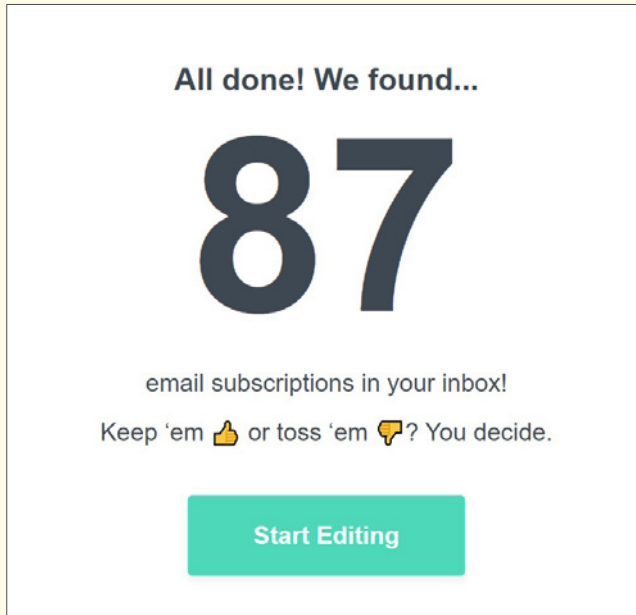 All done! We found...
87
email subscriptions in your inbox!
Keep ‘em 👍 or toss ‘em 👎? You decide.
Start Editing